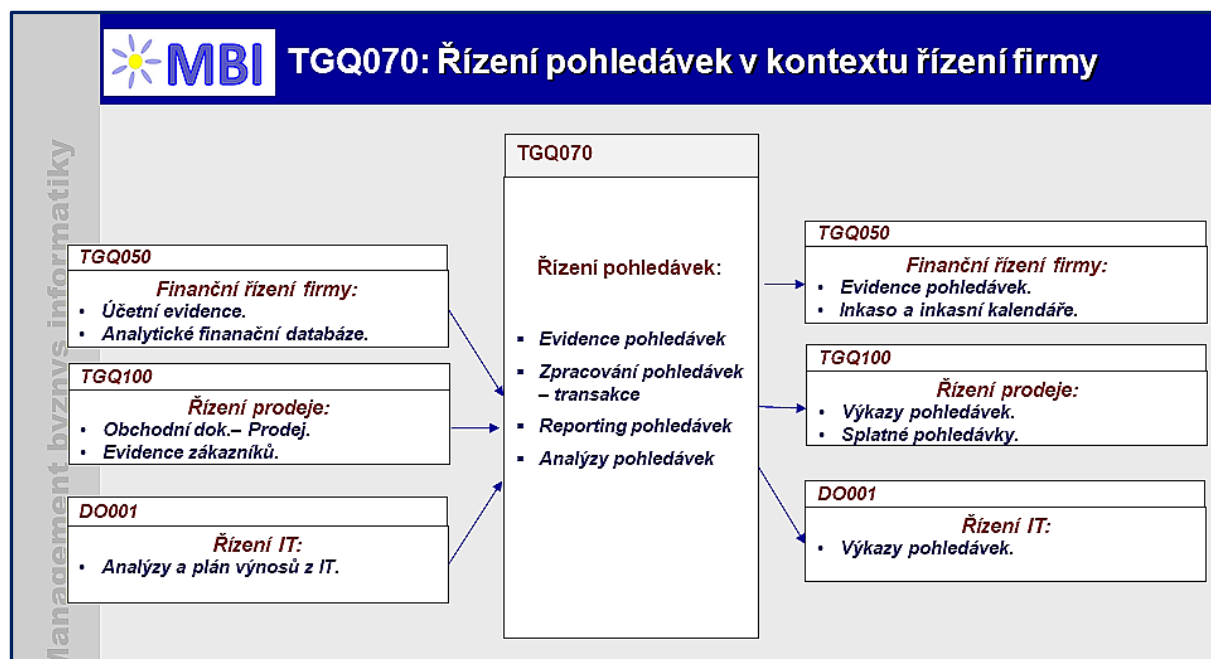 MBI
TGQ070: Řízení pohledávek v kontextu řízení firmy
Management byznys informatiky
TGQ050
Finanční řízení firmy:
• Účetní evidence.
• Analytické finanační databáze.
TGQ100
Řízení prodeje:
• Obchodní dok.– Prodej.
• Evidence zákazníků.
DO001
Řízení IT:
• Analýzy a plán výnosů z IT.
TGQ070
Řízení pohledávek:
▪ Evidence pohledávek
▪ Zpracování pohledávek
– transakce
▪ Reporting pohledávek
▪ Analýzy pohledávek
TGQ050
Finanční řízení firmy:
• Evidence pohledávek.
• Inkaso a inkasní kalendáře.
TGQ100
Řízení prodeje:
• Výkazy pohledávek.
• Splatné pohledávky.
DO001
Řízení IT:
• Výkazy pohledávek.